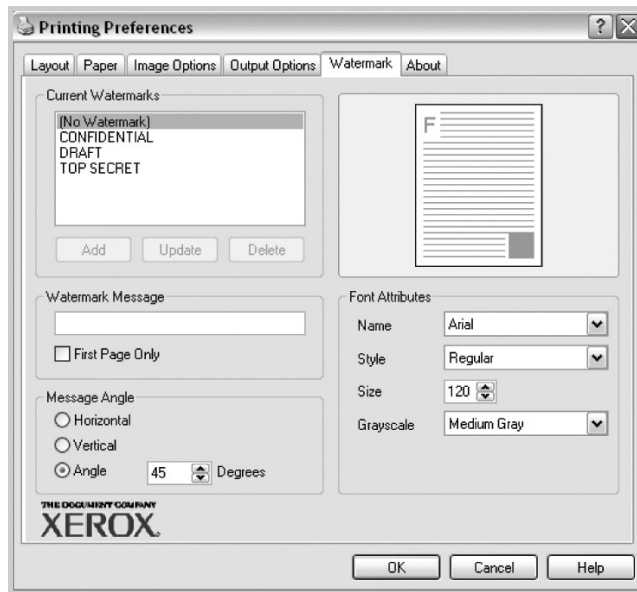 Printing Preferences
Layout Paper Image Options Output Options Watermark About
Current Watermarks
(No Watermark)
CONFIDENTIAL
DRAFT
TOP SECRET
Add Update Delete
F
Watermark Message
First Page Only
Message Angle
Horizontal
Vertical
Angle 45 Degrees
Font Attributes
Name Arial
Style Regular
Size 120
Grayscale Medium Gray
THE DOCUMENT COMPANY
XEROX.
OK Cancel Help